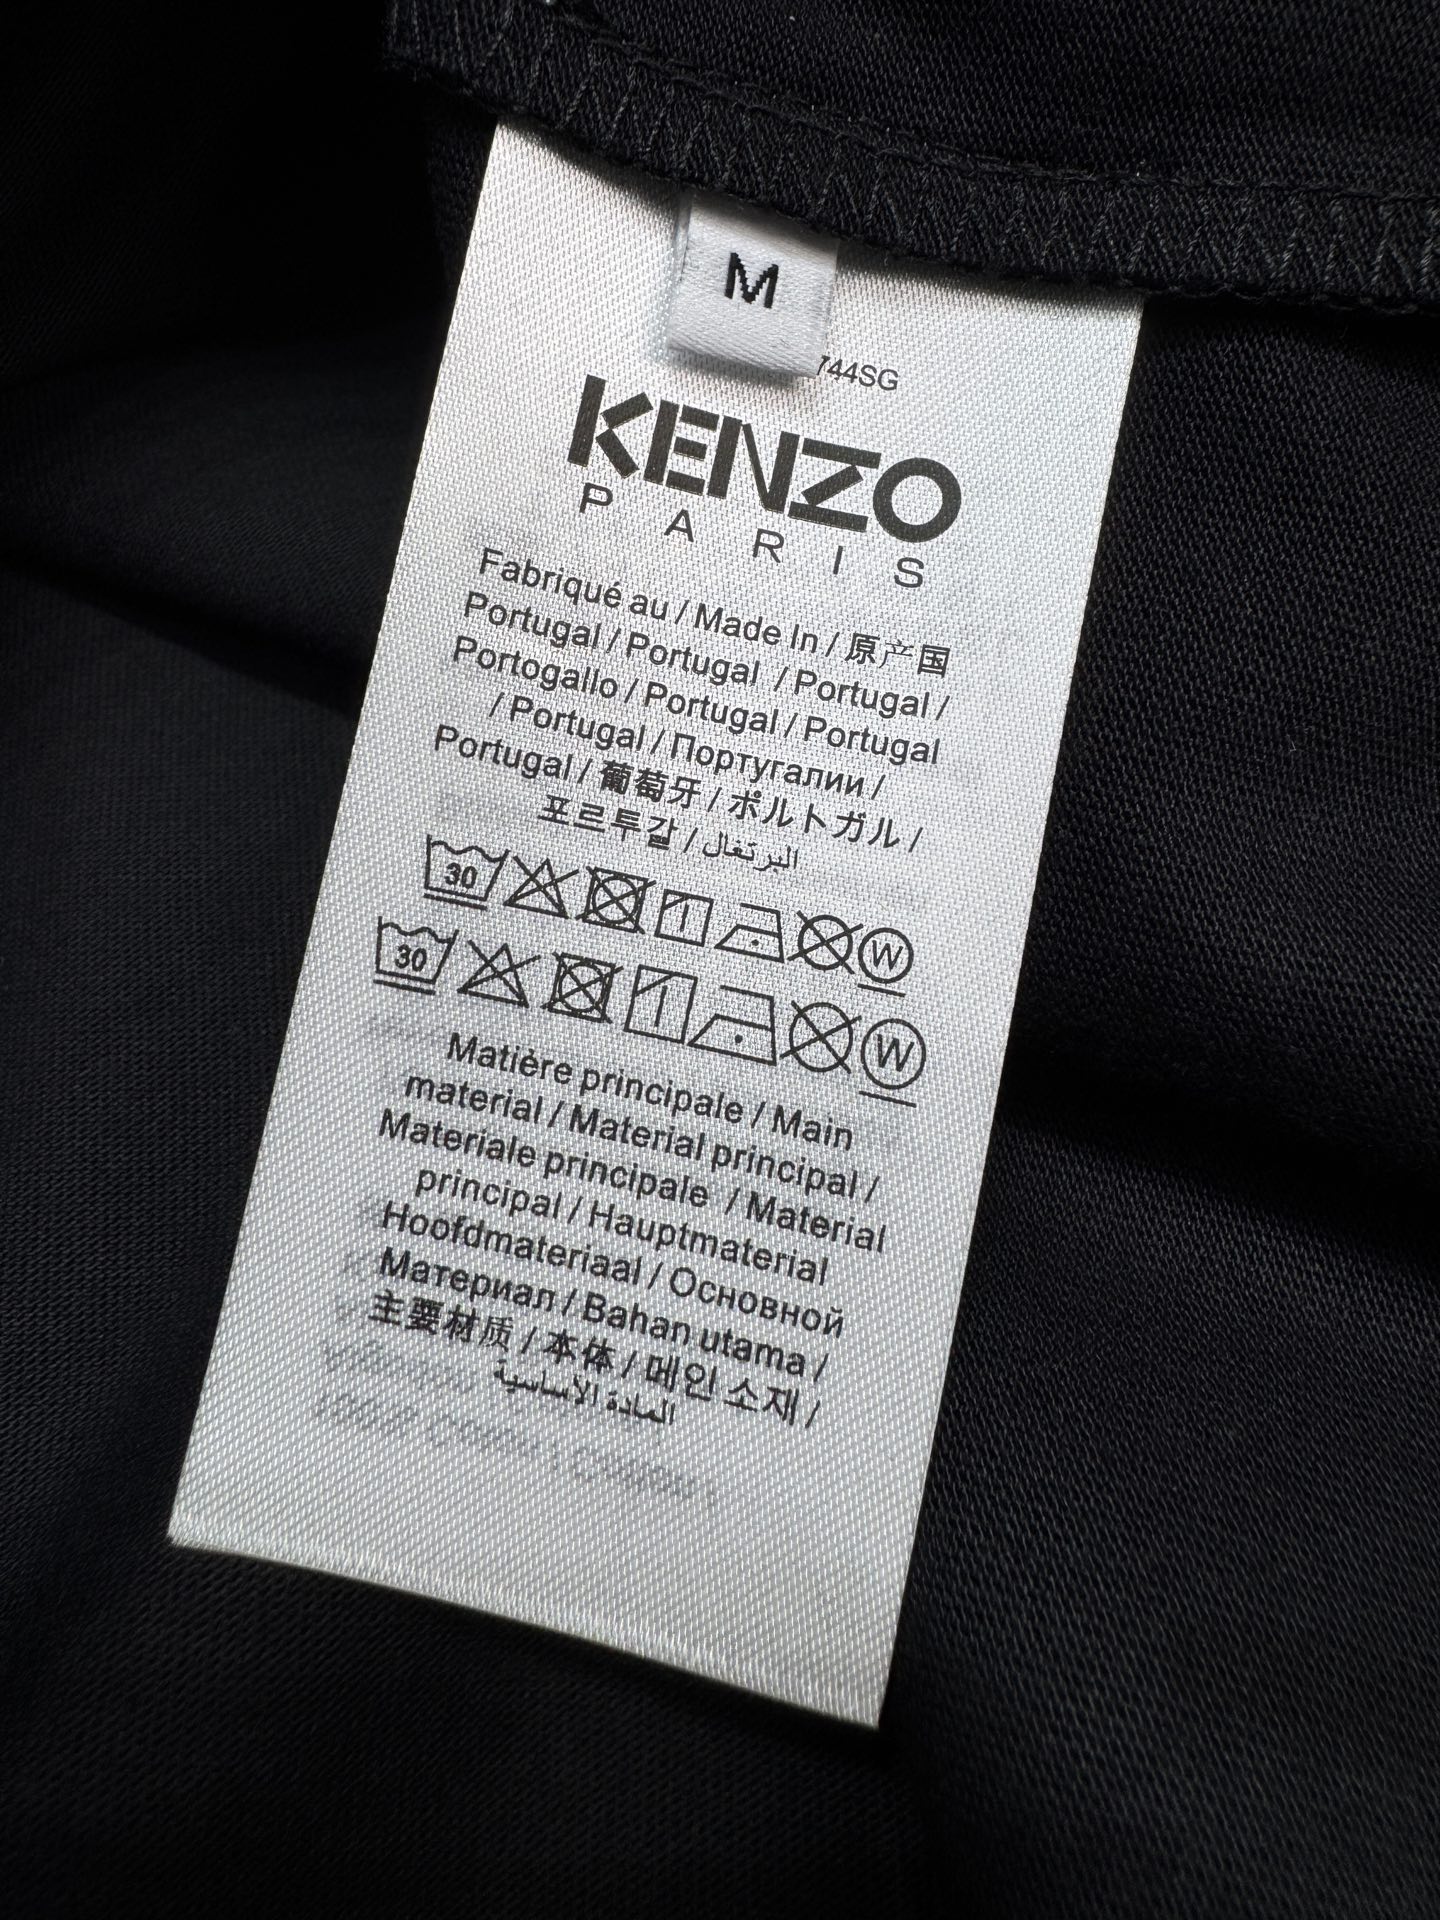 M
744SG
KENZO
PARIS
Fabriqué au / Made In / 原产国
Portugal / Portugal / Portugal /
Portogallo / Portugal / Portugal
/ Portugal / Португалии /
Portugal / 葡萄牙 / ポルトガル /
포르투갈 / البرتغال
30 W
30 W
Matière principale / Main
material / Material principal /
Materiale principale / Material
principal / Hauptmaterial
Hoofdmateriaal / Основной
Материал / Bahan utama /
主要材质 / 本体 / 메인 소재 /
المادة الأساسية